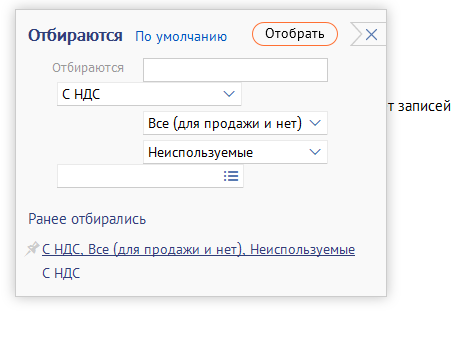 Отбираются По умолчанию Отобрать
Отбираются
С НДС
т записей
Все (для продажи и нет)
Неиспользуемые
Ранее отбирались
С НДС, Все (для продажи и нет), Неиспользуемые
С НДС